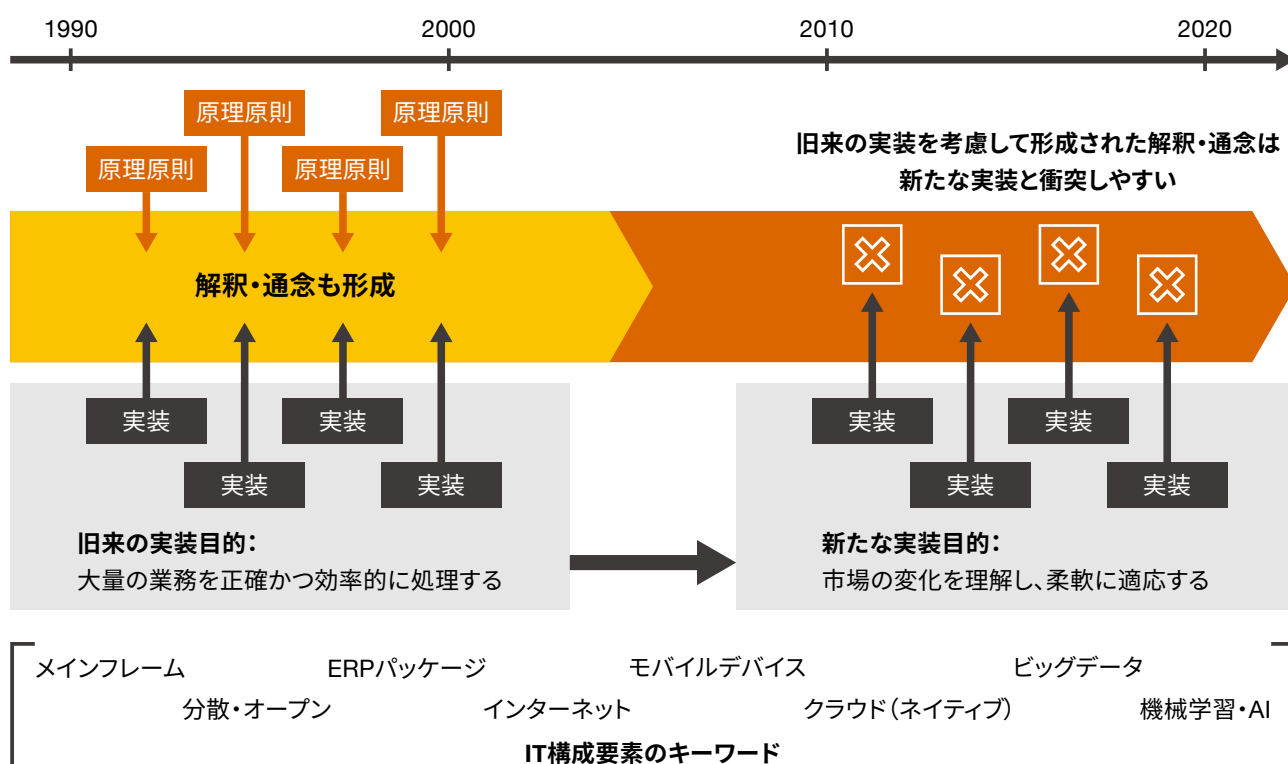 1990
2000
2010
2020
原理原則
原理原則
原理原則
原理原則
旧来の実装を考慮して形成された解釈・通念は
新たな実装と衝突しやすい
解釈・通念も形成
実装
実装
実装
実装
実装
実装
実装
実装
旧来の実装目的：
大量の業務を正確かつ効率的に処理する
新たな実装目的：
市場の変化を理解し、柔軟に適応する
メインフレーム
ERPパッケージ
モバイルデバイス
ビッグデータ
分散・オープン
インターネット
クラウド（ネイティブ）
機械学習・AI
IT構成要素のキーワード